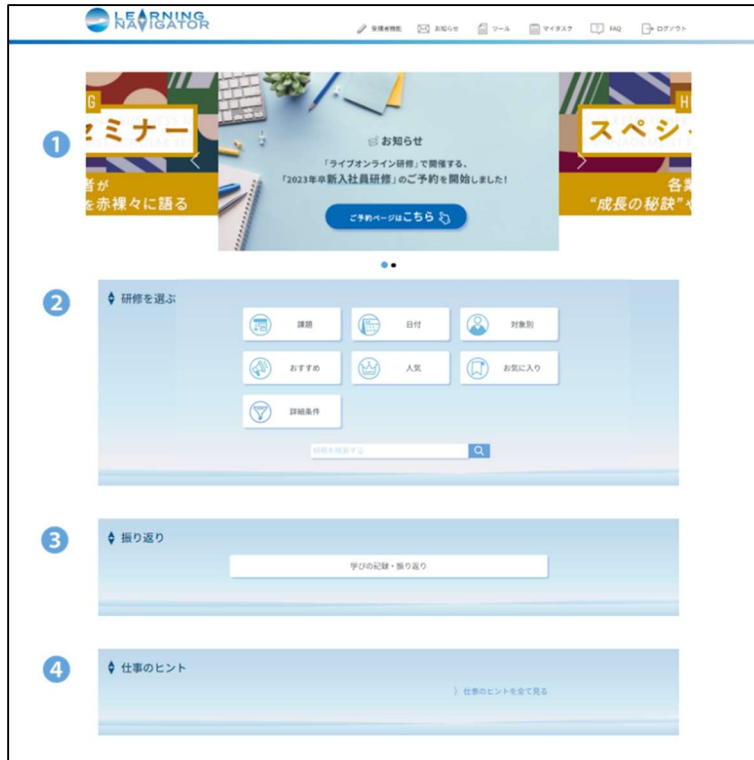 LEARNING
NAVIGATOR
受講者機能 お知らせ ツール マイタスク FAQ ログアウト
1
G
セミナー
者が
を赤裸々に語る
お知らせ
「ライブオンライン研修」で開催する、
「2023年卒新入社員研修」のご予約を開始しました！
ご予約ページはこちら
H
スペシャ
各業
“成長の秘訣”や
2
研修を選ぶ
課題 日付 対象別
おすすめ 人気 お気に入り
詳細条件
研修を検索する
3
振り返り
学びの記録・振り返り
4
仕事のヒント
〉仕事のヒントを全て見る